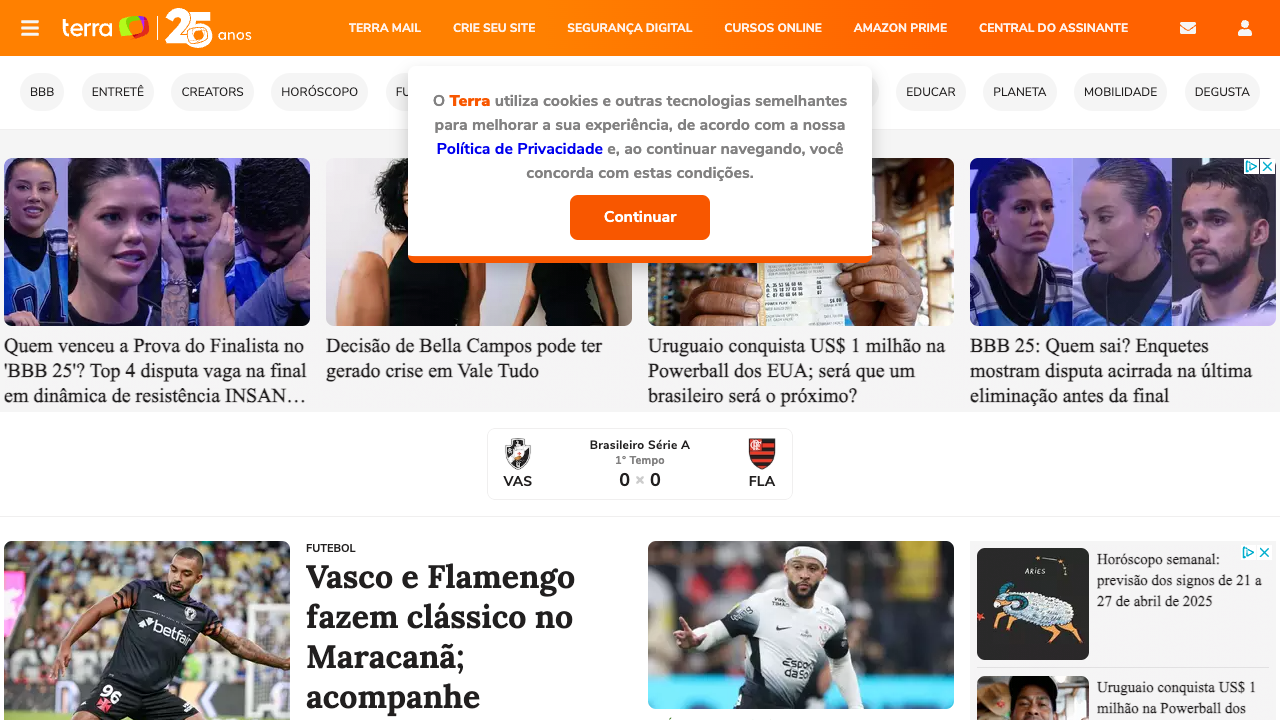 terra 25 anos
TERRA MAIL CRIE SEU SITE SEGURANÇA DIGITAL CURSOS ONLINE AMAZON PRIME CENTRAL DO ASSINANTE
BBB ENTRETÊ CREATORS HORÓSCOPO EDUCAR PLANETA MOBILIDADE DEGUSTA
O Terra utiliza cookies e outras tecnologias semelhantes
para melhorar a sua experiência, de acordo com a nossa
Política de Privacidade e, ao continuar navegando, você
concorda com estas condições.
Continuar
Quem venceu a Prova do Finalista no
'BBB 25'? Top 4 disputa vaga na final
em dinâmica de resistência INSAN…
Decisão de Bella Campos pode ter
gerado crise em Vale Tudo
Uruguaio conquista US$ 1 milhão na
Powerball dos EUA; será que um
brasileiro será o próximo?
BBB 25: Quem sai? Enquetes
mostram disputa acirrada na última
eliminação antes da final
Brasileiro Série A
1° Tempo
VAS 0 × 0 FLA
FUTEBOL
Vasco e Flamengo
fazem clássico no
Maracanã;
acompanhe
betfair
96
ARIES
Horóscopo semanal:
previsão dos signos de 21 a
27 de abril de 2025
Uruguaio conquista US$ 1
milhão na Powerball dos